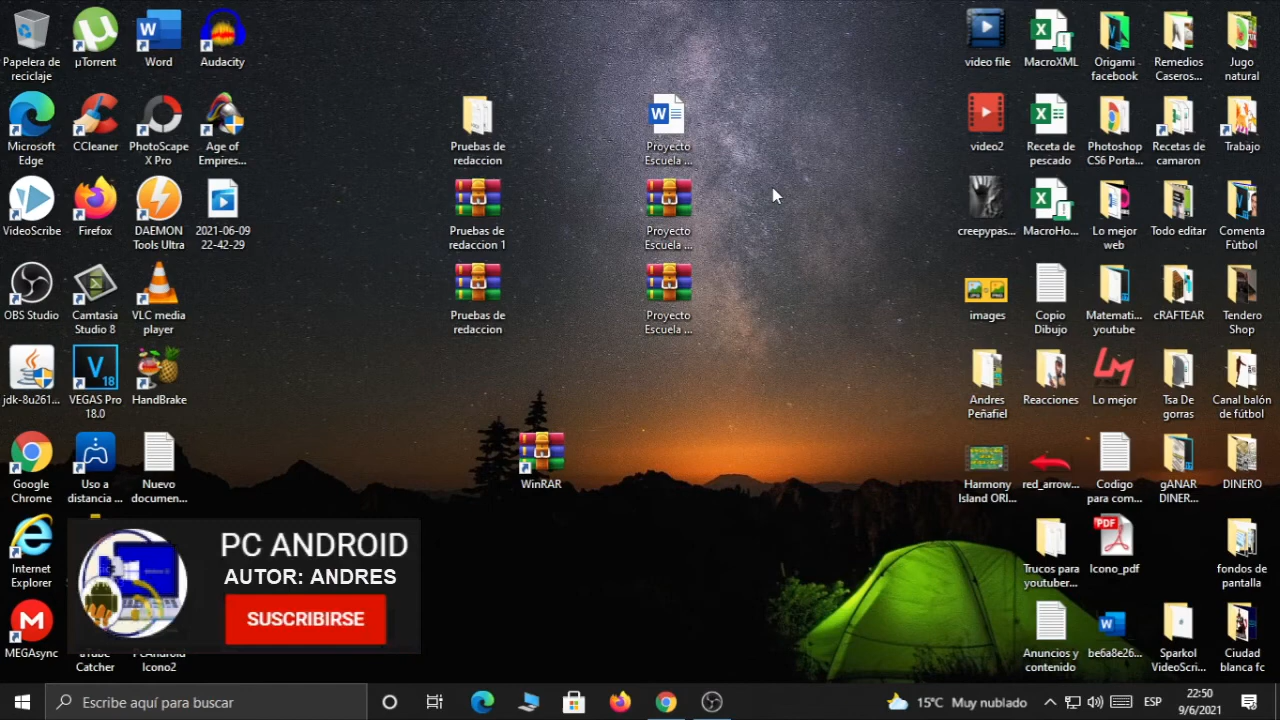 Papelera de
reciclaje
µTorrent
Word
Audacity
Microsoft
Edge
CCleaner
PhotoScape
X Pro
Age of
Empires...
VideoScribe
Firefox
DAEMON
Tools Ultra
2021-06-09
22-42-29
OBS Studio
Camtasia
Studio 8
VLC media
player
jdk-8u261...
VEGAS Pro
18.0
HandBrake
Google
Chrome
Uso a
distancia ...
Nuevo
documen...
Internet
Explorer
MEGAsync
Catcher
PCAndroid
Icono2
Pruebas de
redaccion
Proyecto
Escuela ...
Pruebas de
redaccion 1
Proyecto
Escuela ...
Pruebas de
redaccion
Proyecto
Escuela ...
WinRAR
PC ANDROID
AUTOR: ANDRES
SUSCRIBIRSE
video file
MacroXML
Origami
facebook
Remedios
Caseros...
Jugo
natural
video2
Receta de
pescado
Photoshop
CS6 Porta...
Recetas de
camaron
Trabajo
creepypas...
MacroHo...
Lo mejor
web
Todo editar
Comenta
Fútbol
images
Copio
Dibujo
Matemati...
youtube
cRAFTEAR
Tendero
Shop
Andres
Peñafiel
Reacciones
Lo mejor
Tsa De
gorras
Canal balón
de fútbol
Harmony
Island ORI...
red_arrow...
Codigo
para com...
gANAR
DINER...
DINERO
Trucos para
youtuber...
PDF
Icono_pdf
fondos de
pantalla
Anuncios y
contenido
be6a8e26...
Sparkol
VideoScri...
Ciudad
blanca fc
Escribe aquí para buscar
15°C Muy nublado
ESP
22:50
9/6/2021